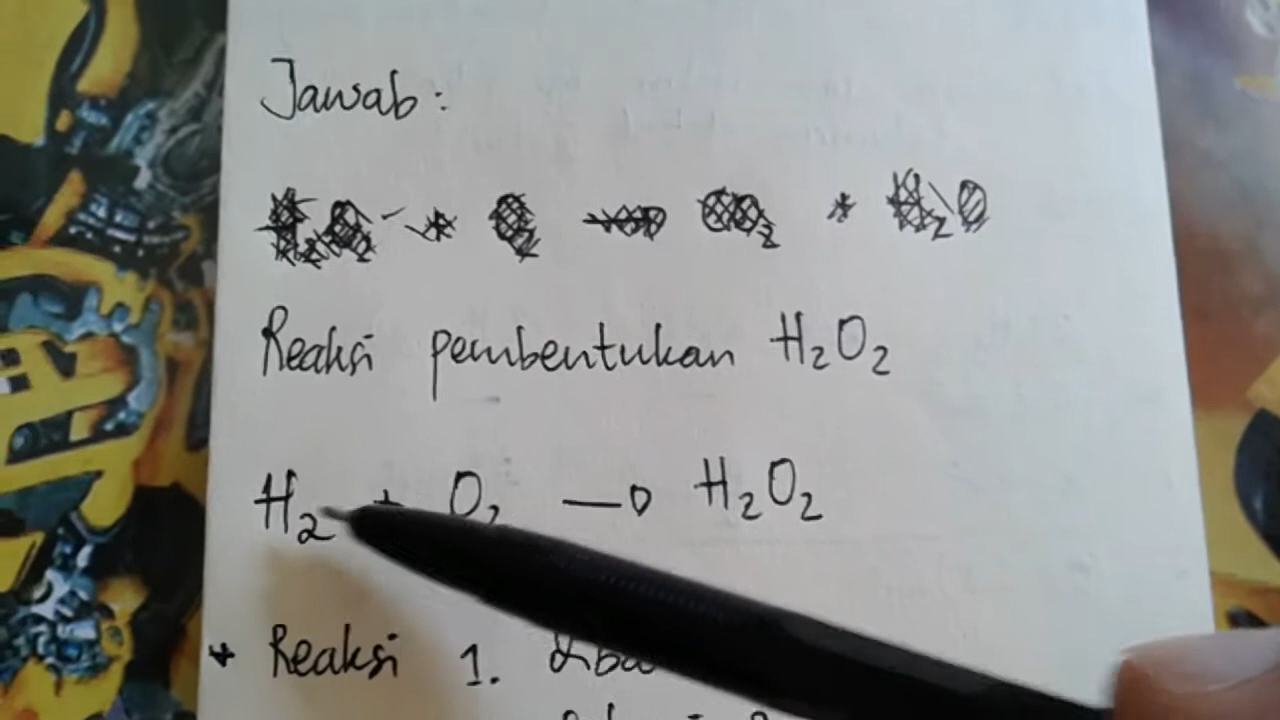 Jawab:
Reaksi pembentukan H₂O₂
H₂ + O₂ → H₂O₂
* Reaksi 1.